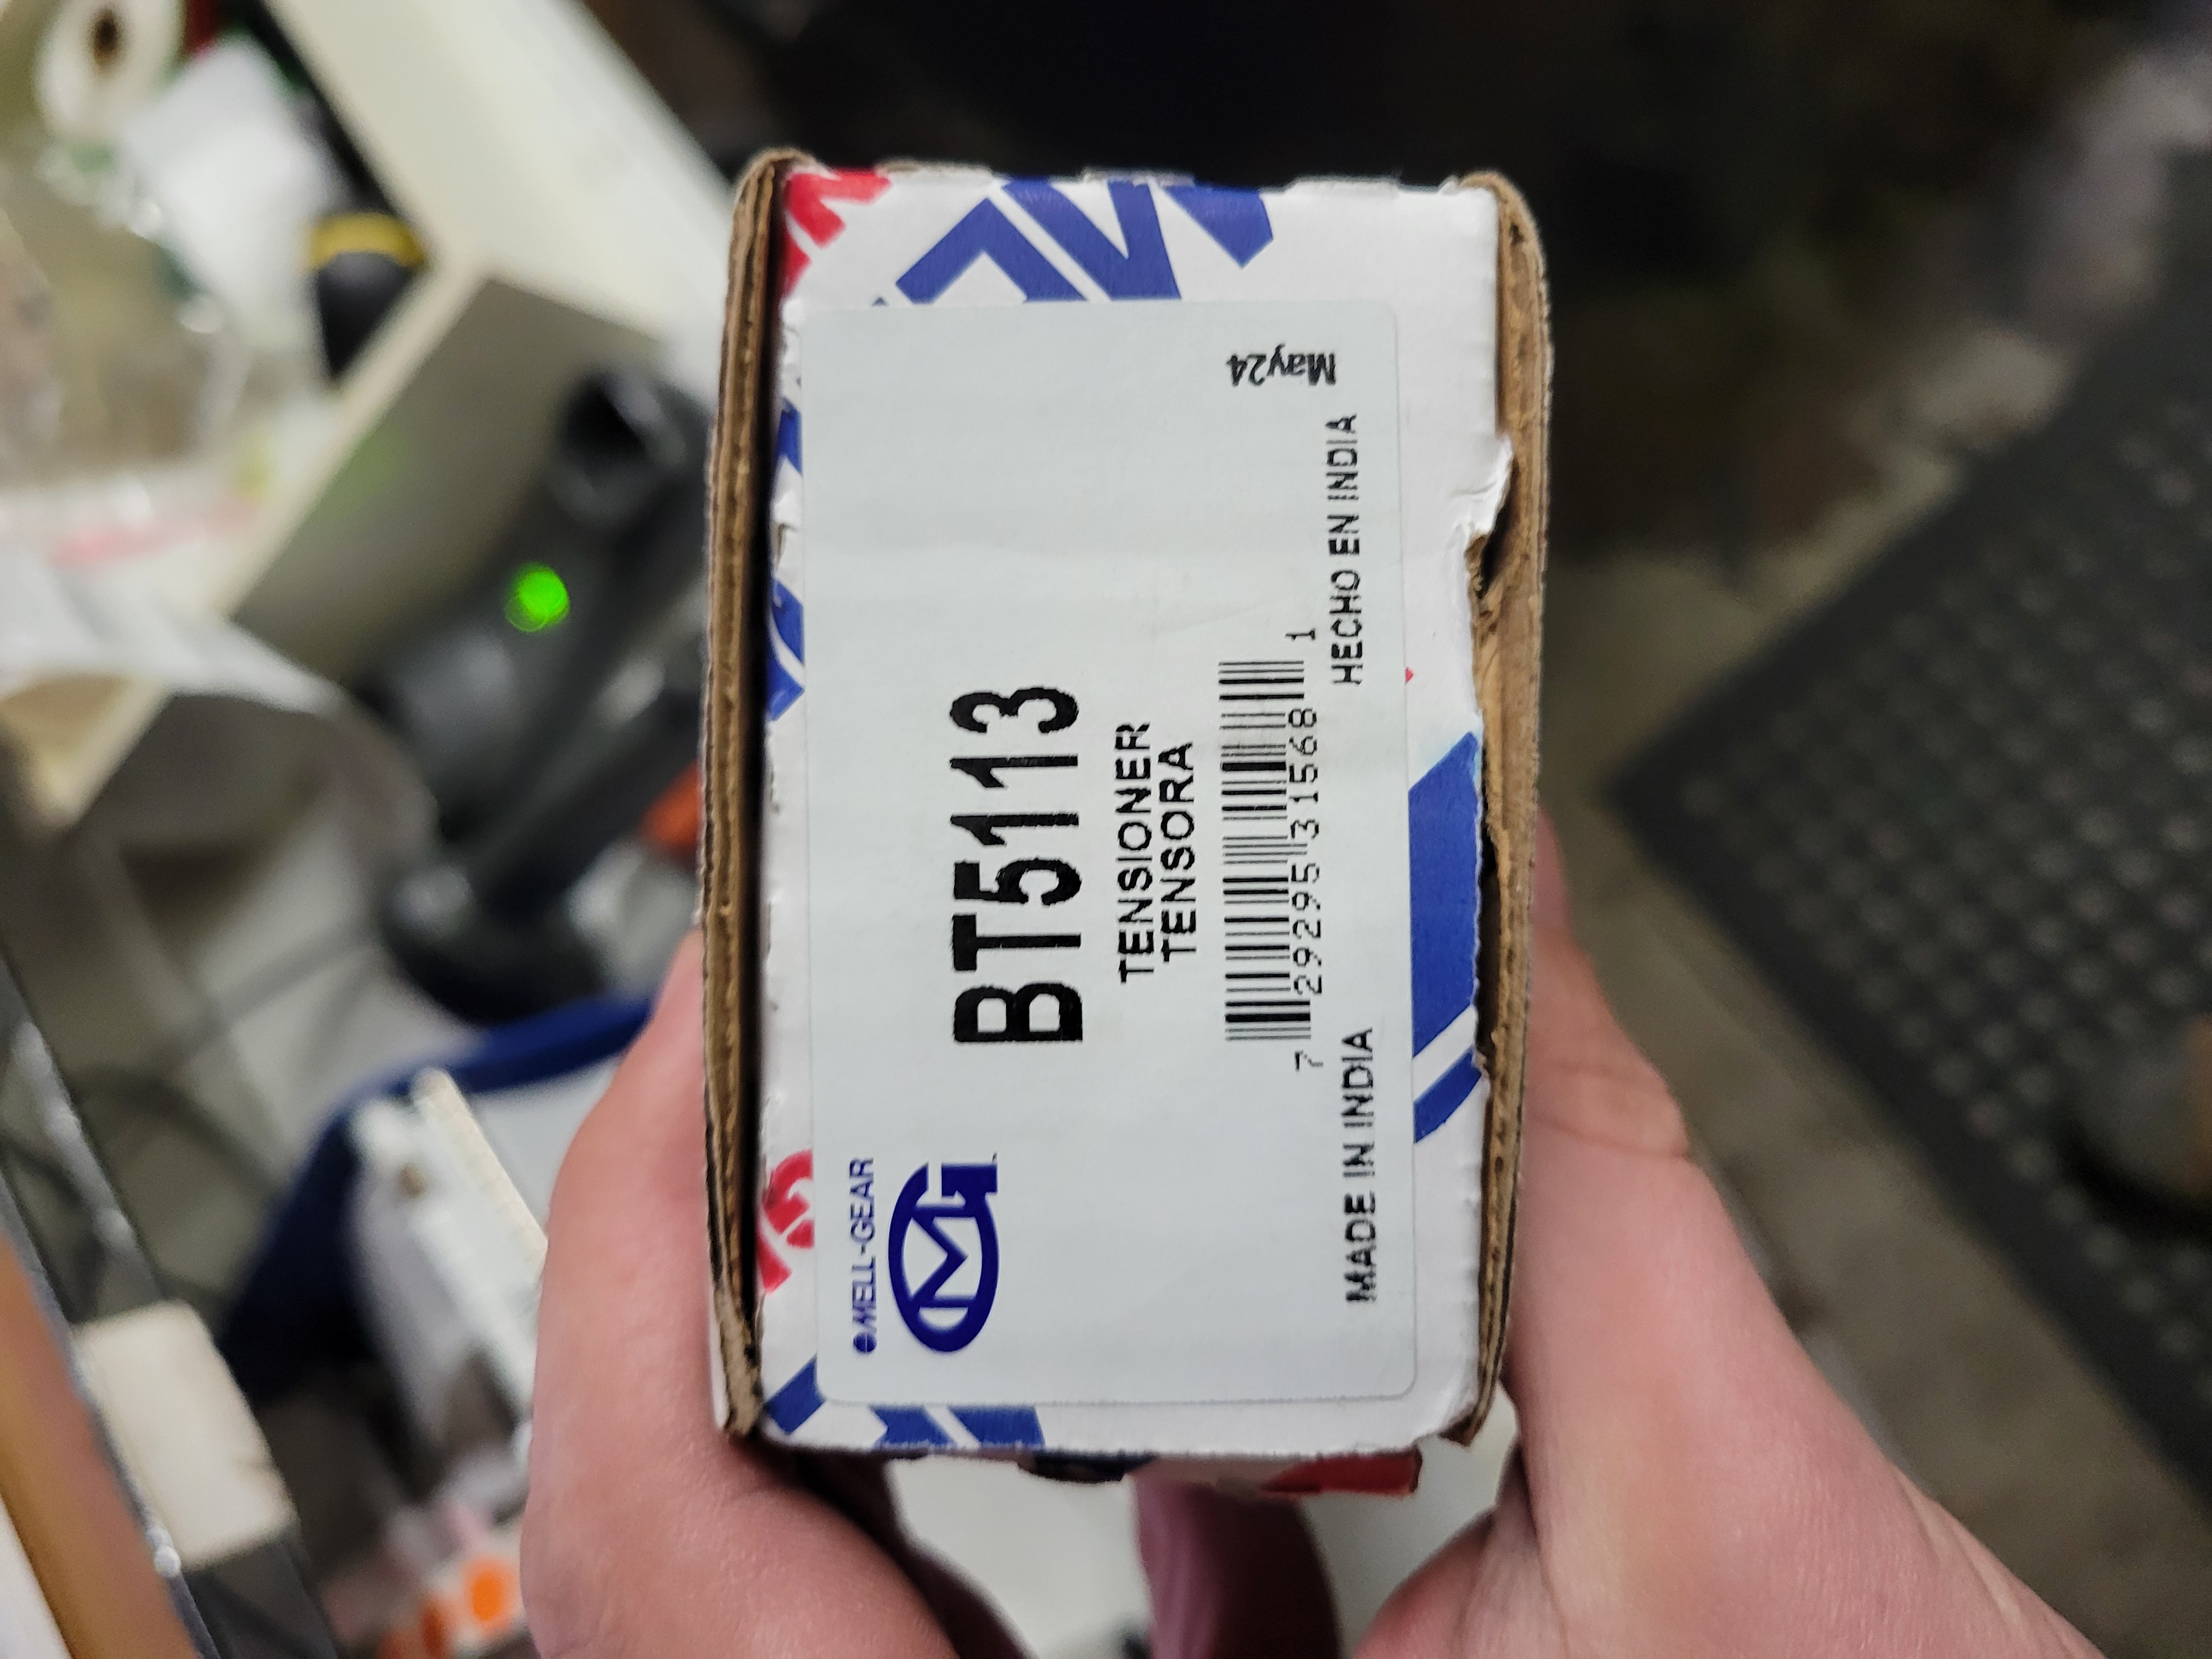 MELL-GEAR
BT5113
TENSIONER
TENSORA
7 29295 31568 1
MADE IN INDIA
HECHO EN INDIA
May24